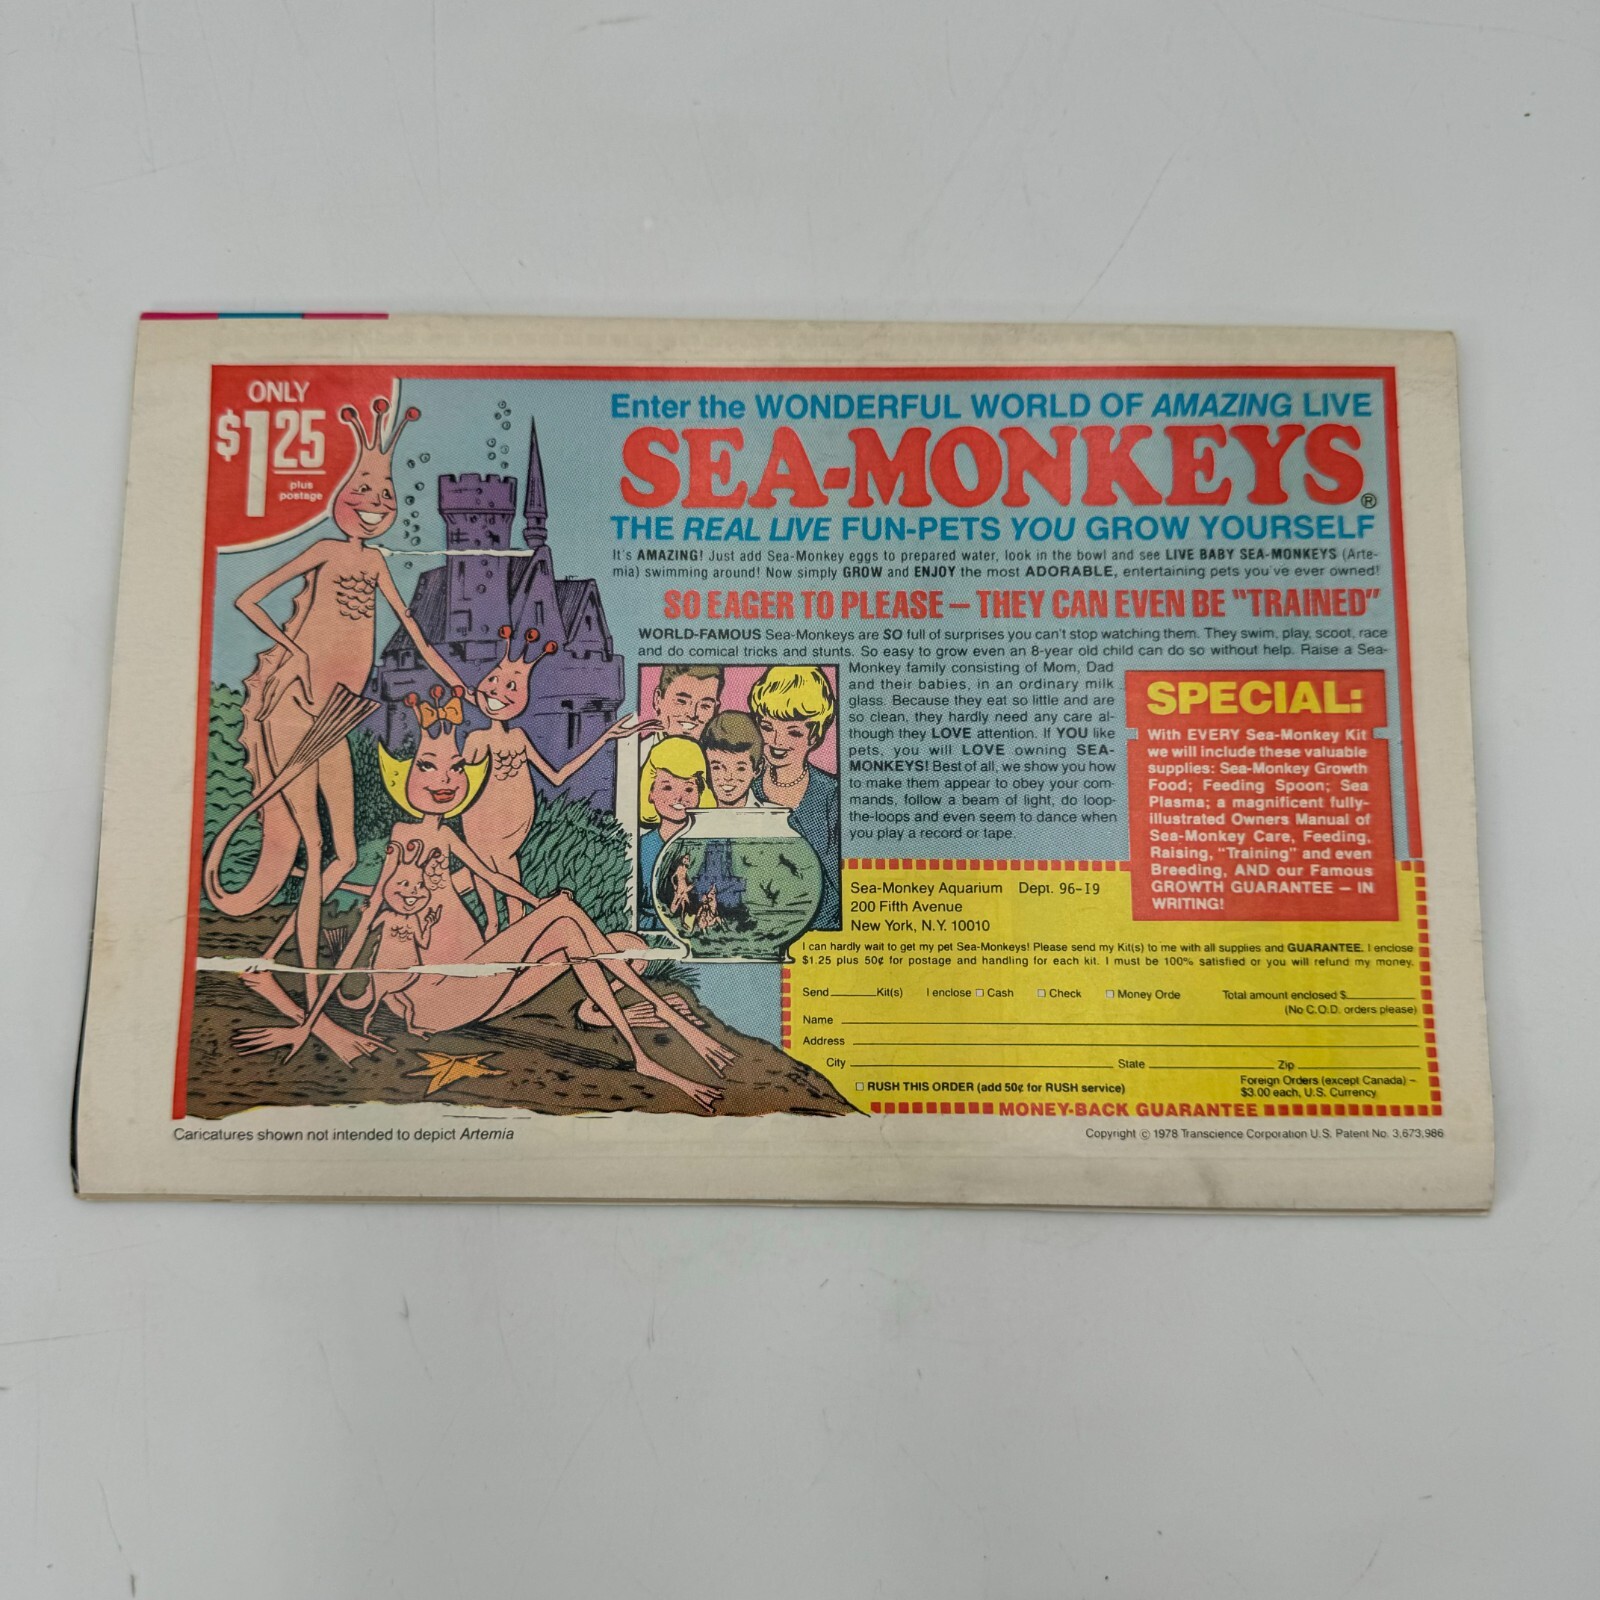 ONLY
$1.25
plus
postage
Enter the WONDERFUL WORLD OF AMAZING LIVE
SEA-MONKEYS®
THE REAL LIVE FUN-PETS YOU GROW YOURSELF
It's AMAZING! Just add Sea-Monkey eggs to prepared water, look in the bowl and see LIVE BABY SEA-MONKEYS (Arte-
mia) swimming around! Now simply GROW and ENJOY the most ADORABLE, entertaining pets you've ever owned!
SO EAGER TO PLEASE – THEY CAN EVEN BE "TRAINED"
WORLD-FAMOUS Sea-Monkeys are SO full of surprises you can't stop watching them. They swim, play, scoot, race
and do comical tricks and stunts. So easy to grow even an 8-year old child can do so without help. Raise a Sea-
Monkey family consisting of Mom, Dad
and their babies, in an ordinary milk
glass. Because they eat so little and are
so clean, they hardly need any care al-
though they LOVE attention. If YOU like
pets, you will LOVE owning SEA-
MONKEYS! Best of all, we show you how
to make them appear to obey your com-
mands, follow a beam of light, do loop-
the-loops and even seem to dance when
you play a record or tape.
SPECIAL:
With EVERY Sea-Monkey Kit
we will include these valuable
supplies: Sea-Monkey Growth
Food; Feeding Spoon; Sea
Plasma; a magnificent fully-
illustrated Owners Manual of
Sea-Monkey Care, Feeding,
Raising, "Training" and even
Breeding, AND our Famous
GROWTH GUARANTEE – IN
WRITING!
Sea-Monkey Aquarium Dept. 96-19
200 Fifth Avenue
New York, N.Y. 10010
I can hardly wait to get my pet Sea-Monkeys! Please send my Kit(s) to me with all supplies and GUARANTEE. I enclose
$1.25 plus 50¢ for postage and handling for each kit. I must be 100% satisfied or you will refund my money.
Send Kit(s) I enclose Cash Check Money Orde Total amount enclosed $
(No C.O.D. orders please)
Name
Address
City State Zip
RUSH THIS ORDER (add 50¢ for RUSH service)
Foreign Orders (except Canada) –
$3.00 each, U.S. Currency
MONEY-BACK GUARANTEE
Caricatures shown not intended to depict Artemia
Copyright © 1978 Transcience Corporation U.S. Patent No. 3,673,986